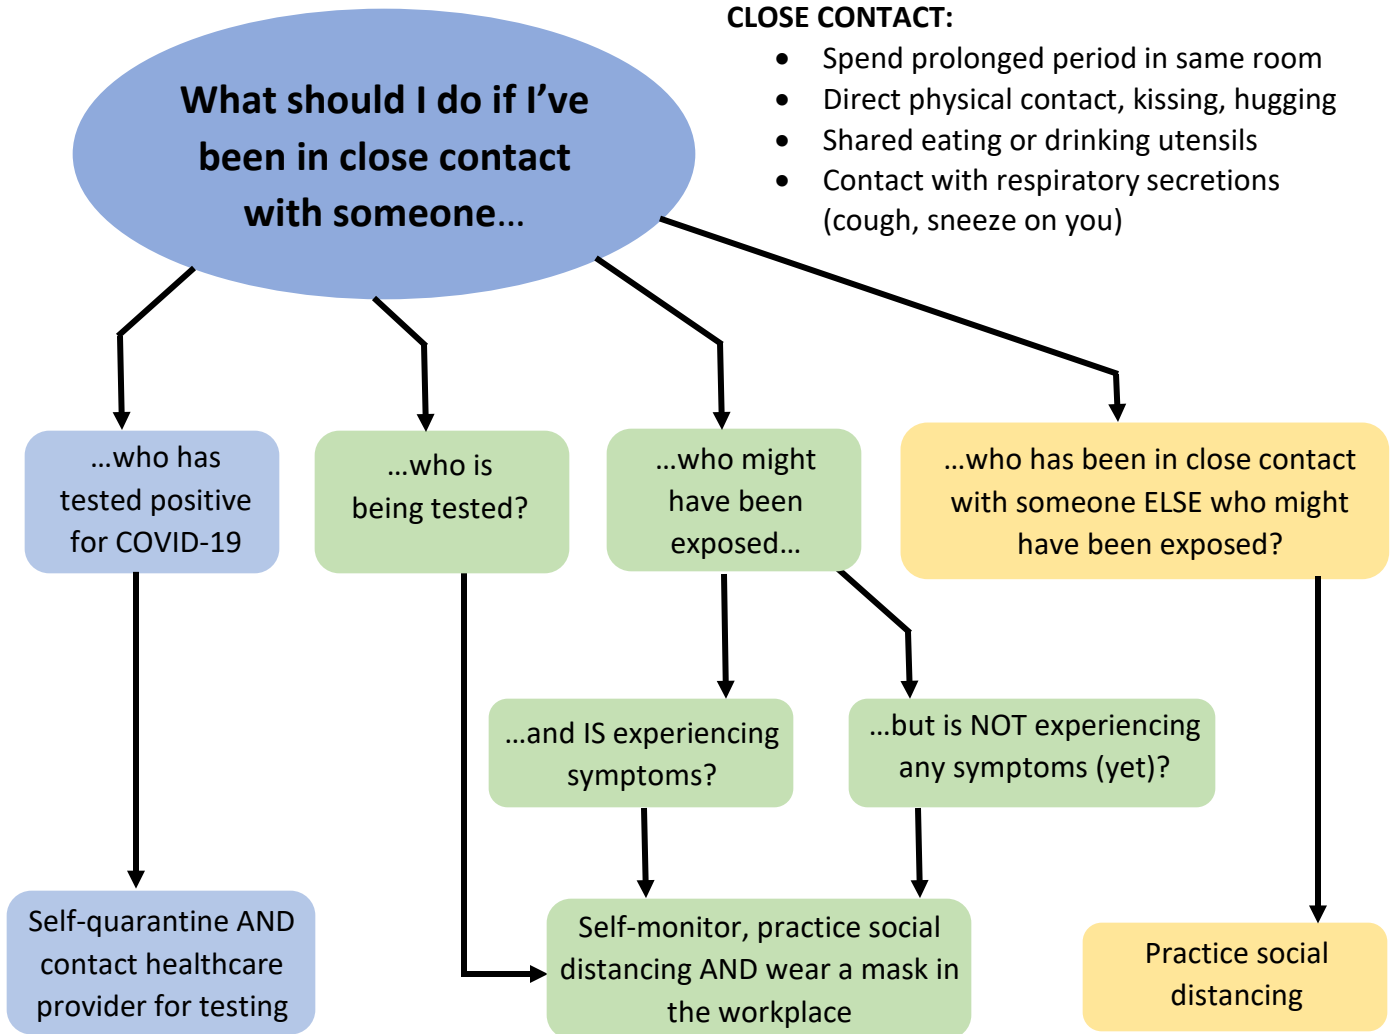 What should I do if I’ve
been in close contact
with someone...
CLOSE CONTACT:
• Spend prolonged period in same room
• Direct physical contact, kissing, hugging
• Shared eating or drinking utensils
• Contact with respiratory secretions
(cough, sneeze on you)
...who has
tested positive
for COVID-19
...who is
being tested?
...who might
have been
exposed...
...who has been in close contact
with someone ELSE who might
have been exposed?
...and IS experiencing
symptoms?
...but is NOT experiencing
any symptoms (yet)?
Self-quarantine AND
contact healthcare
provider for testing
Self-monitor, practice social
distancing AND wear a mask in
the workplace
Practice social
distancing